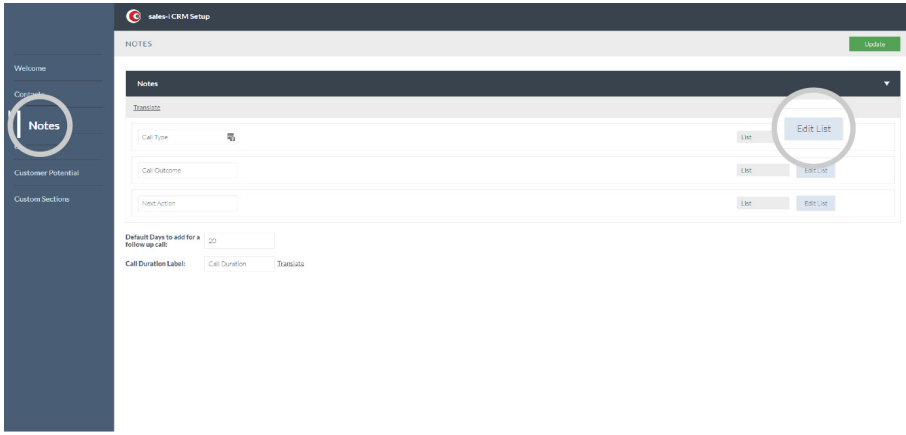 sales-i CRM Setup
NOTES
Update
Welcome
Contacts
Notes
Customer Potential
Custom Sections
Notes
Translate
Call Type
List
Edit List
Call Outcome
List
Edit List
Next Action
List
Edit List
Default Days to add for a
follow up call:
20
Call Duration Label:
Call Duration
Translate